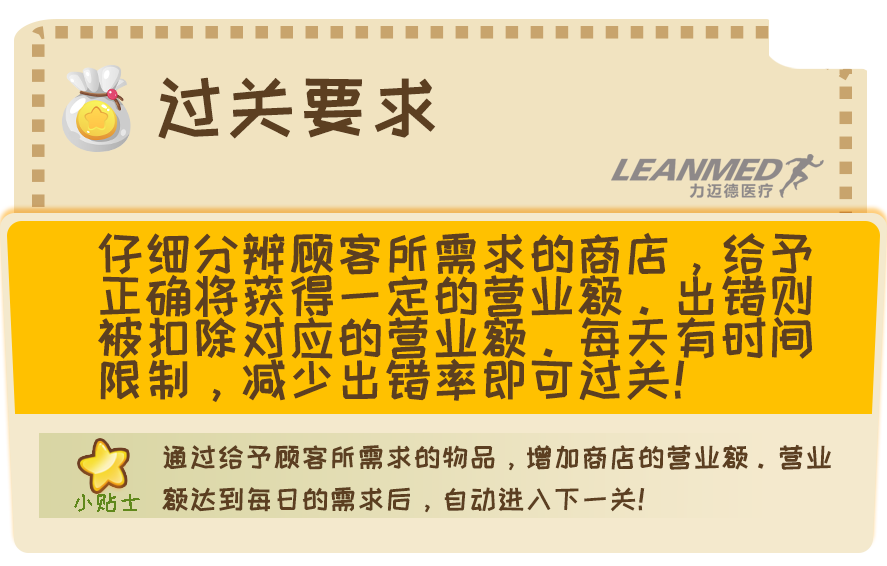 过关要求
LEANMED
力迈德医疗
仔细分辨顾客所需求的商店，给予
正确将获得一定的营业额．出错则
被扣除对应的营业额．每天有时间
限制，减少出错率即可过关！
通过给予顾客所需求的物品，增加商店的营业额．营业
额达到每日的需求后，自动进入下一关！
小贴士